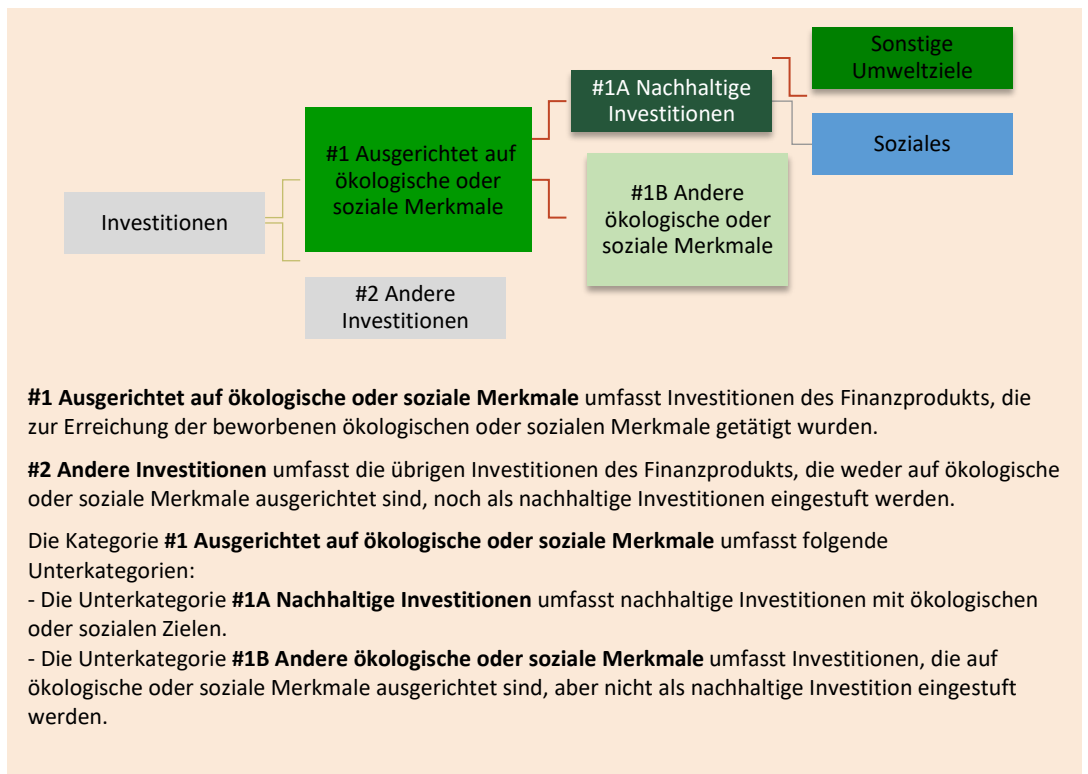 Sonstige
Umweltziele
#1A Nachhaltige
Investitionen
#1 Ausgerichtet auf
ökologische oder
soziale Merkmale
Soziales
#1B Andere
ökologische oder
soziale Merkmale
Investitionen
#2 Andere
Investitionen
#1 Ausgerichtet auf ökologische oder soziale Merkmale umfasst Investitionen des Finanzprodukts, die
zur Erreichung der beworbenen ökologischen oder sozialen Merkmale getätigt wurden.
#2 Andere Investitionen umfasst die übrigen Investitionen des Finanzprodukts, die weder auf ökologische
oder soziale Merkmale ausgerichtet sind, noch als nachhaltige Investitionen eingestuft werden.
Die Kategorie #1 Ausgerichtet auf ökologische oder soziale Merkmale umfasst folgende
Unterkategorien:
- Die Unterkategorie #1A Nachhaltige Investitionen umfasst nachhaltige Investitionen mit ökologischen
oder sozialen Zielen.
- Die Unterkategorie #1B Andere ökologische oder soziale Merkmale umfasst Investitionen, die auf
ökologische oder soziale Merkmale ausgerichtet sind, aber nicht als nachhaltige Investition eingestuft
werden.